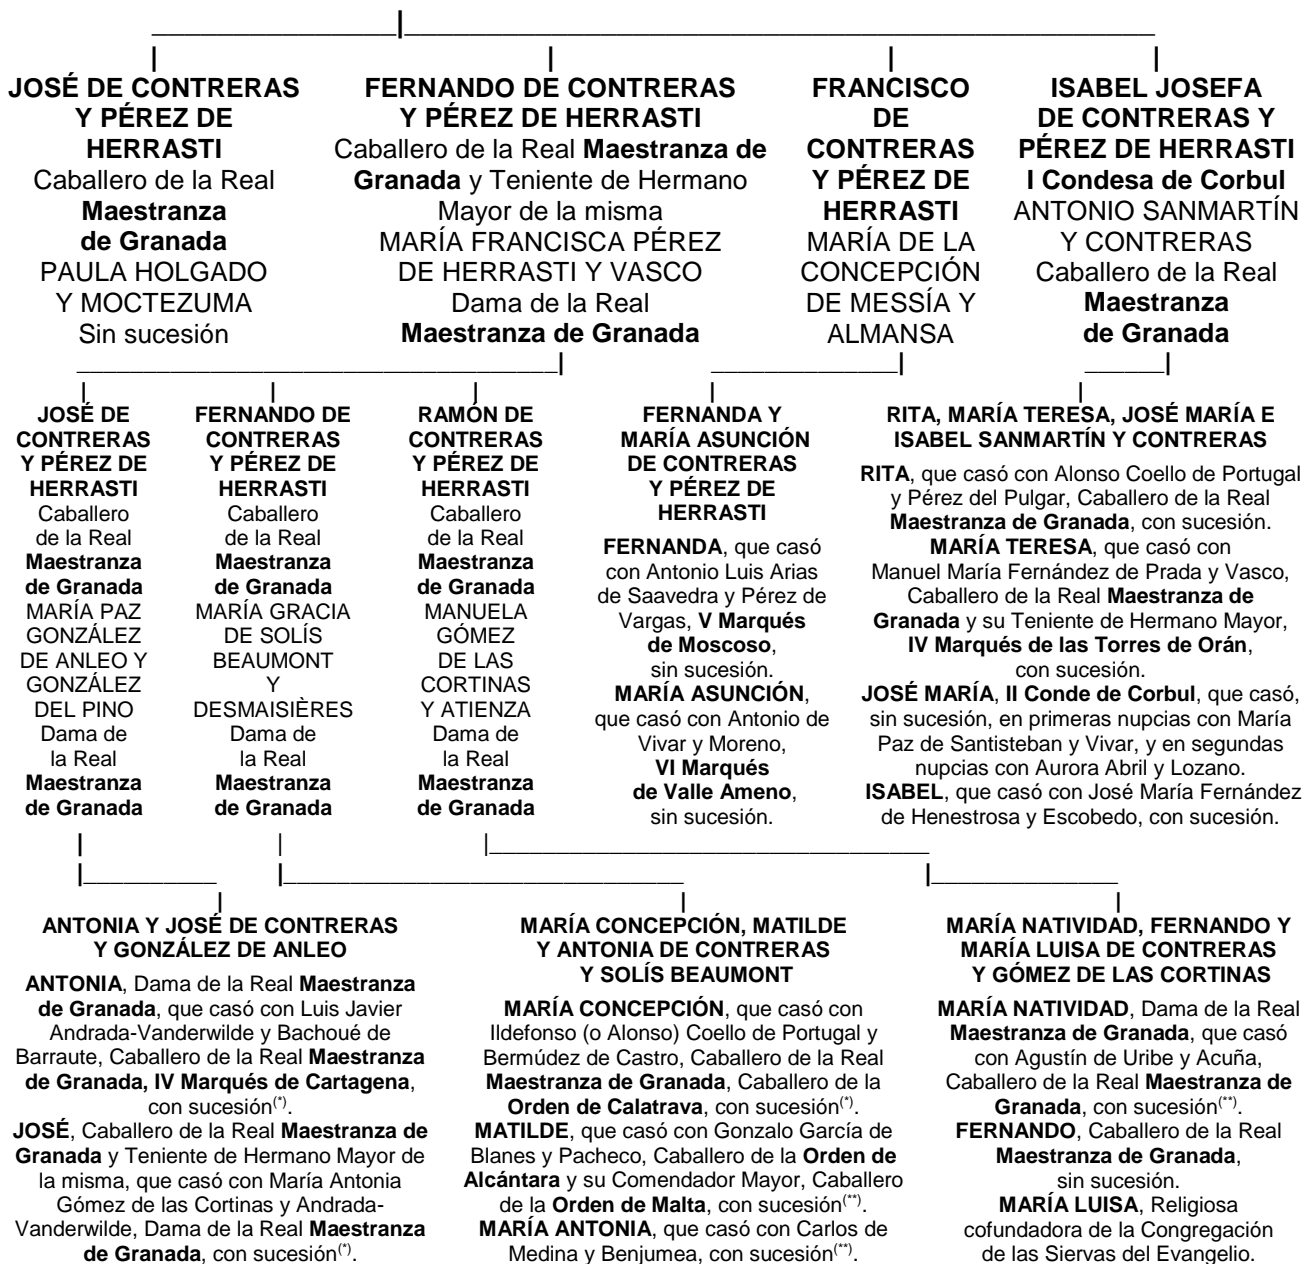 JOSÉ DE CONTRERAS
Y PÉREZ DE
HERRASTI
Caballero de la Real
Maestranza
de Granada
PAULA HOLGADO
Y MOCTEZUMA
Sin sucesión
FERNANDO DE CONTRERAS
Y PÉREZ DE HERRASTI
Caballero de la Real Maestranza de
Granada y Teniente de Hermano
Mayor de la misma
MARÍA FRANCISCA PÉREZ
DE HERRASTI Y VASCO
Dama de la Real
Maestranza de Granada
FRANCISCO
DE
CONTRERAS
Y PÉREZ DE
HERRASTI
MARÍA DE LA
CONCEPCIÓN
DE MESSÍA Y
ALMANSA
ISABEL JOSEFA
DE CONTRERAS Y
PÉREZ DE HERRASTI
I Condesa de Corbul
ANTONIO SANMARTÍN
Y CONTRERAS
Caballero de la Real
Maestranza
de Granada
JOSÉ DE
CONTRERAS
Y PÉREZ DE
HERRASTI
Caballero
de la Real
Maestranza
de Granada
MARÍA PAZ
GONZÁLEZ
DE ANLEO Y
GONZÁLEZ
DEL PINO
Dama de
la Real
Maestranza
de Granada
FERNANDO DE
CONTRERAS
Y PÉREZ DE
HERRASTI
Caballero
de la Real
Maestranza
de Granada
MARÍA GRACIA
DE SOLÍS
BEAUMONT
Y
DESMAISIÈRES
Dama de
la Real
Maestranza
de Granada
RAMÓN DE
CONTRERAS
Y PÉREZ DE
HERRASTI
Caballero
de la Real
Maestranza
de Granada
MANUELA
GÓMEZ
DE LAS
CORTINAS
Y ATIENZA
Dama de
la Real
Maestranza
de Granada
FERNANDA Y
MARÍA ASUNCIÓN
DE CONTRERAS
Y PÉREZ DE
HERRASTI
FERNANDA, que casó
con Antonio Luis Arias
de Saavedra y Pérez de
Vargas, V Marqués
de Moscoso,
sin sucesión.
MARÍA ASUNCIÓN,
que casó con Antonio de
Vivar y Moreno,
VI Marqués
de Valle Ameno,
sin sucesión.
RITA, MARÍA TERESA, JOSÉ MARÍA E
ISABEL SANMARTÍN Y CONTRERAS
RITA, que casó con Alonso Coello de Portugal
y Pérez del Pulgar, Caballero de la Real
Maestranza de Granada, con sucesión.
MARÍA TERESA, que casó con
Manuel María Fernández de Prada y Vasco,
Caballero de la Real Maestranza de
Granada y su Teniente de Hermano Mayor,
IV Marqués de las Torres de Orán,
con sucesión.
JOSÉ MARÍA, II Conde de Corbul, que casó,
sin sucesión, en primeras nupcias con María
Paz de Santisteban y Vivar, y en segundas
nupcias con Aurora Abril y Lozano.
ISABEL, que casó con José María Fernández
de Henestrosa y Escobedo, con sucesión.
ANTONIA Y JOSÉ DE CONTRERAS
Y GONZÁLEZ DE ANLEO
ANTONIA, Dama de la Real Maestranza
de Granada, que casó con Luis Javier
Andrada-Vanderwilde y Bachoué de
Barraute, Caballero de la Real Maestranza
de Granada, IV Marqués de Cartagena,
con sucesión(*).
JOSÉ, Caballero de la Real Maestranza de
Granada y Teniente de Hermano Mayor de
la misma, que casó con María Antonia
Gómez de las Cortinas y Andrada-
Vanderwilde, Dama de la Real Maestranza
de Granada, con sucesión(*).
MARÍA CONCEPCIÓN, MATILDE
Y ANTONIA DE CONTRERAS
Y SOLÍS BEAUMONT
MARÍA CONCEPCIÓN, que casó con
Ildefonso (o Alonso) Coello de Portugal y
Bermúdez de Castro, Caballero de la Real
Maestranza de Granada, Caballero de la
Orden de Calatrava, con sucesión(*).
MATILDE, que casó con Gonzalo García de
Blanes y Pacheco, Caballero de la Orden de
Alcántara y su Comendador Mayor, Caballero
de la Orden de Malta, con sucesión(**).
MARÍA ANTONIA, que casó con Carlos de
Medina y Benjumea, con sucesión(**).
MARÍA NATIVIDAD, FERNANDO Y
MARÍA LUISA DE CONTRERAS
Y GÓMEZ DE LAS CORTINAS
MARÍA NATIVIDAD, Dama de la Real
Maestranza de Granada, que casó
con Agustín de Uribe y Acuña,
Caballero de la Real Maestranza de
Granada, con sucesión(**).
FERNANDO, Caballero de la Real
Maestranza de Granada,
sin sucesión.
MARÍA LUISA, Religiosa
cofundadora de la Congregación
de las Siervas del Evangelio.